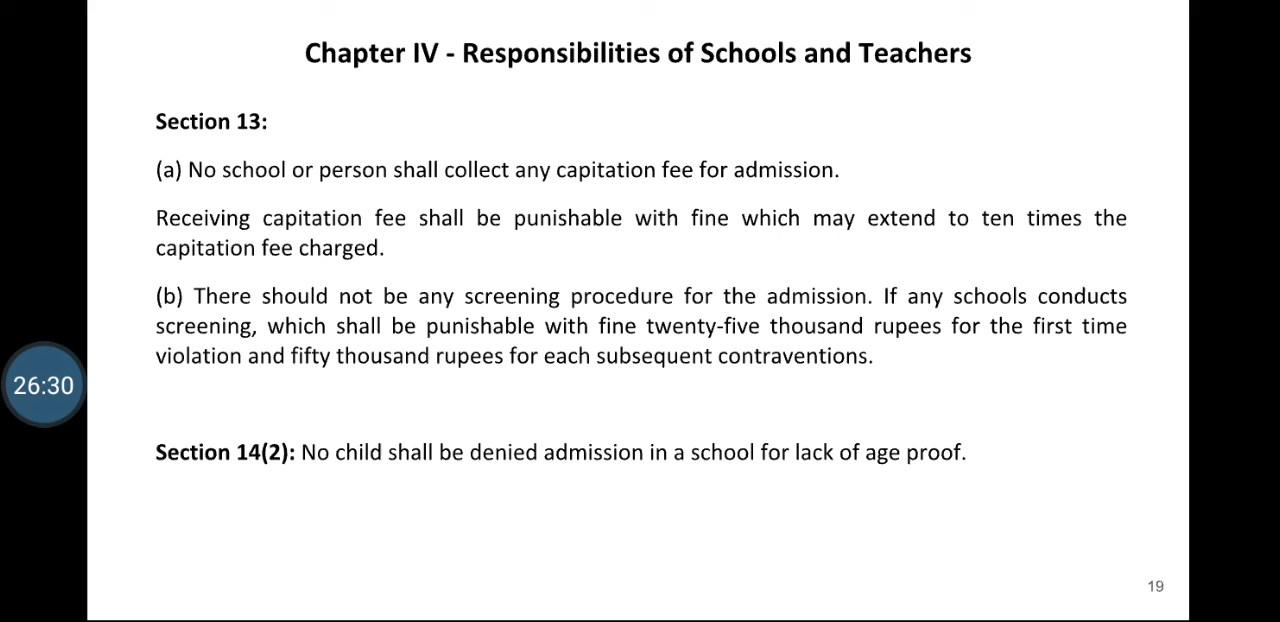 Chapter IV - Responsibilities of Schools and Teachers
Section 13:
(a) No school or person shall collect any capitation fee for admission.
Receiving capitation fee shall be punishable with fine which may extend to ten times the
capitation fee charged.
(b) There should not be any screening procedure for the admission. If any schools conducts
screening, which shall be punishable with fine twenty-five thousand rupees for the first time
violation and fifty thousand rupees for each subsequent contraventions.
26:30
Section 14(2): No child shall be denied admission in a school for lack of age proof.
19